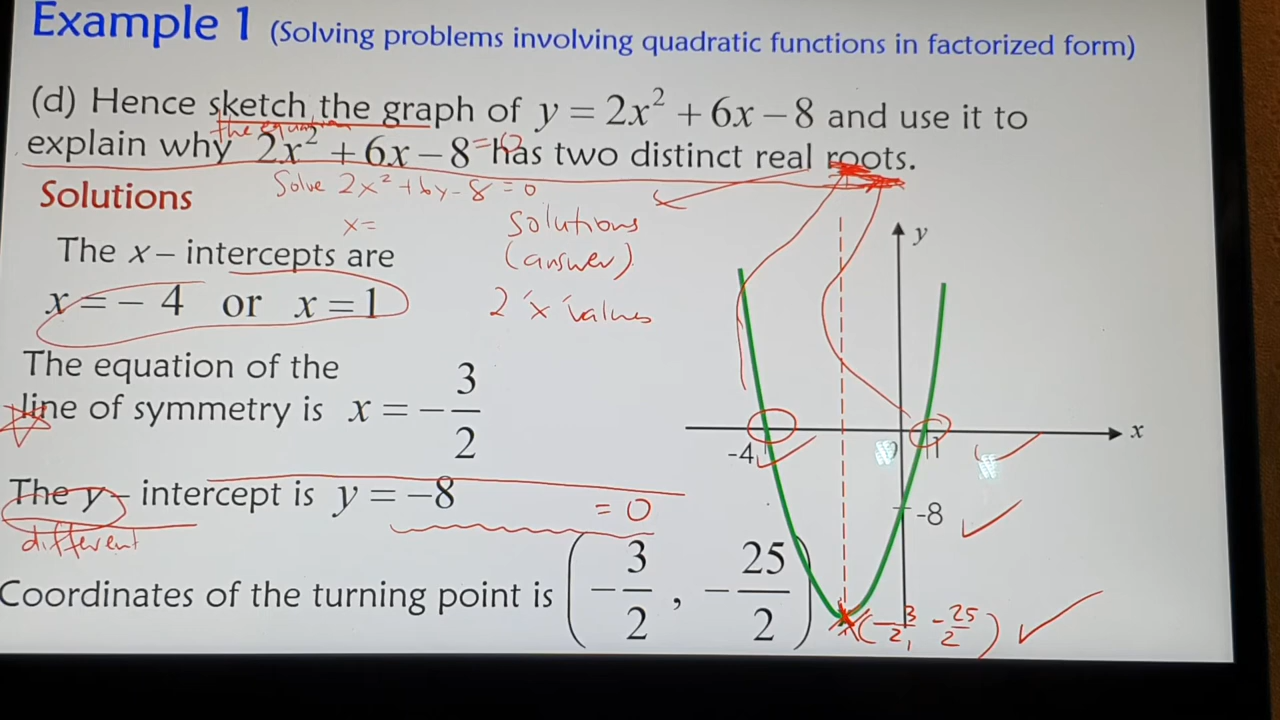 Example 1 (Solving problems involving quadratic functions in factorized form)
(d) Hence sketch the graph of y = 2x² + 6x – 8 and use it to
the equation
explain why 2x² + 6x – 8 = 0 has two distinct real roots.
Solve 2x² + 6y - 8 = 0
x =
Solutions
solutions
(answer)
2 'x' values
The x – intercepts are
x = – 4 or x = 1
The equation of the
line of symmetry is x = – 3/2
The y – intercept is y = –8
= 0
different
Coordinates of the turning point is (– 3/2 , – 25/2)
y
x
-4
1
-8
(-3/2, -25/2)